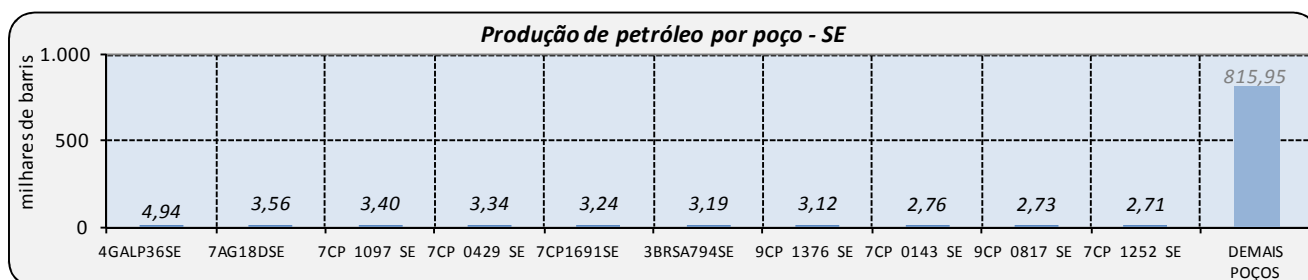 Produção de petróleo por poço - SE
milhares de barris
1.000
500
0
4,94
3,56
3,40
3,34
3,24
3,19
3,12
2,76
2,73
2,71
815,95
4GALP36SE
7AG18DSE
7CP 1097 SE
7CP 0429 SE
7CP1691SE
3BRSA794SE
9CP 1376 SE
7CP 0143 SE
9CP 0817 SE
7CP 1252 SE
DEMAIS
POÇOS